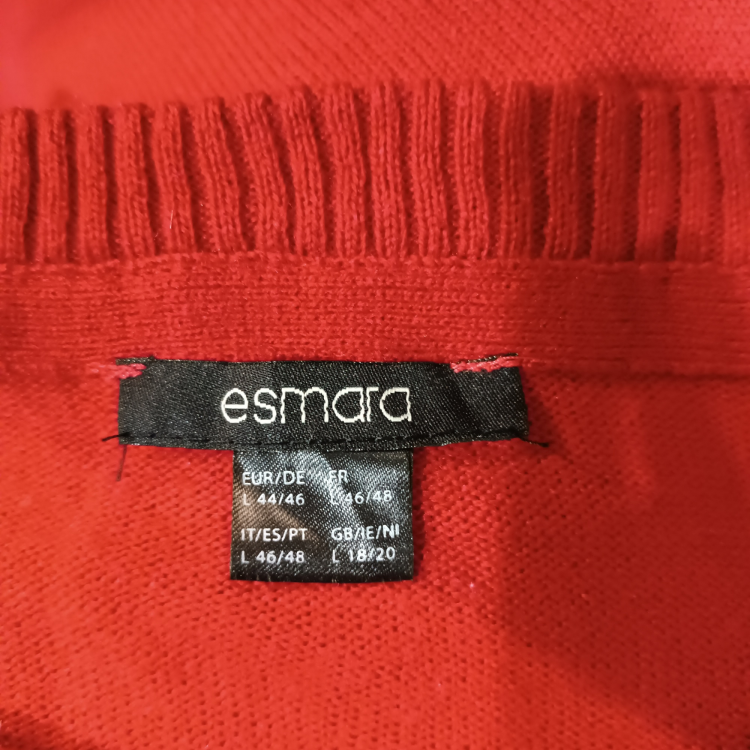 esmara
EUR/DE FR
L 44/46 L 46/48
IT/ES/PT GB/IE/NI
L 46/48 L 18/20